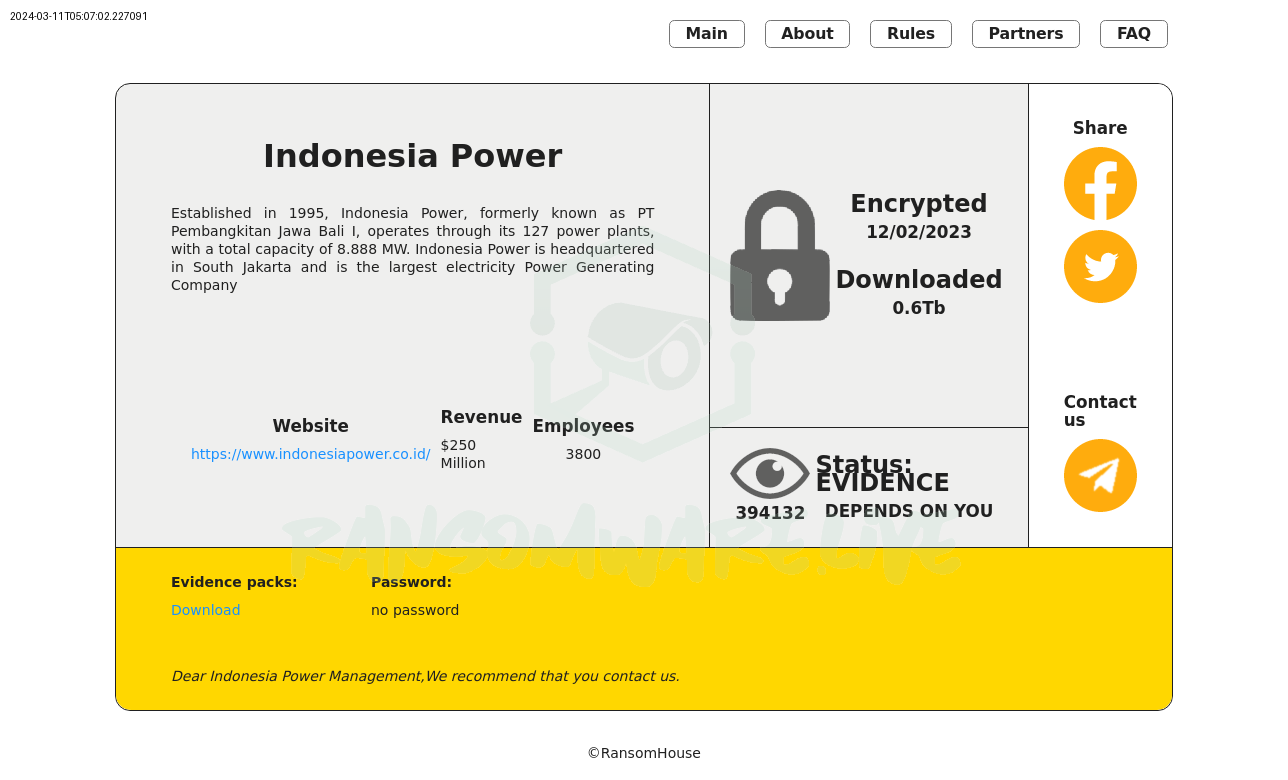 2024-03-11T05:07:02.227091
Main About Rules Partners FAQ
Indonesia Power
Established in 1995, Indonesia Power, formerly known as PT
Pembangkitan Jawa Bali I, operates through its 127 power plants,
with a total capacity of 8.888 MW. Indonesia Power is headquartered
in South Jakarta and is the largest electricity Power Generating
Company
Website
https://www.indonesiapower.co.id/
Revenue
$250
Million
Employees
3800
Encrypted
12/02/2023
Downloaded
0.6Tb
Status:
EVIDENCE
394132
DEPENDS ON YOU
Share
Contact
us
RANSOMWARE.LIVE
Evidence packs:
Download
Password:
no password
Dear Indonesia Power Management,We recommend that you contact us.
©RansomHouse